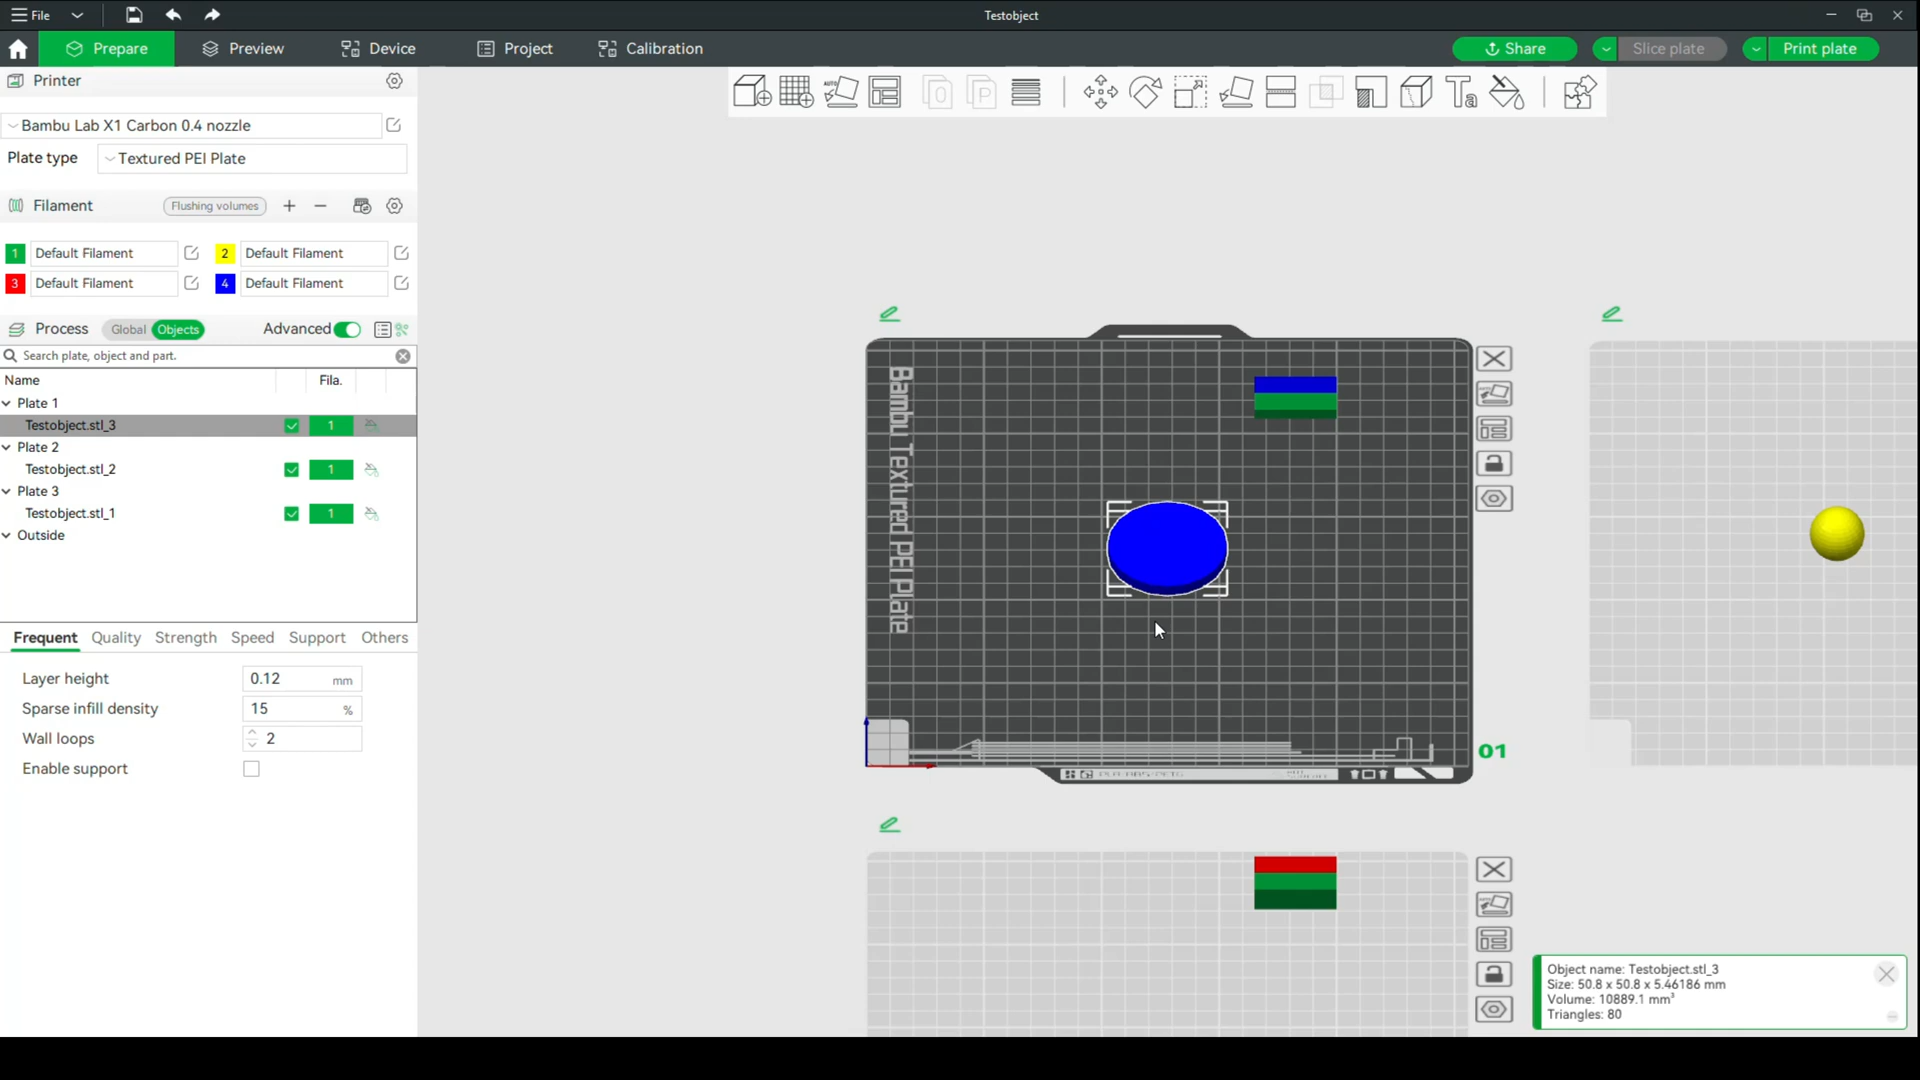 File
Testobject
Prepare
Preview
Device
Project
Calibration
Share
Slice plate
Print plate
Printer
Bambu Lab X1 Carbon 0.4 nozzle
Plate type
Textured PEI Plate
Filament
Flushing volumes
1 Default Filament
2 Default Filament
3 Default Filament
4 Default Filament
Process
Global
Objects
Advanced
Search plate, object and part.
Name
Fila.
Plate 1
Testobject.stl_3
1
Plate 2
Testobject.stl_2
1
Plate 3
Testobject.stl_1
1
Outside
Frequent
Quality
Strength
Speed
Support
Others
Layer height
0.12
mm
Sparse infill density
15
%
Wall loops
2
Enable support
AUTO
0
P
Ta
Bambu Textured PEI Plate
01
Object name: Testobject.stl_3
Size: 50.8 x 50.8 x 5.46186 mm
Volume: 10889.1 mm³
Triangles: 80